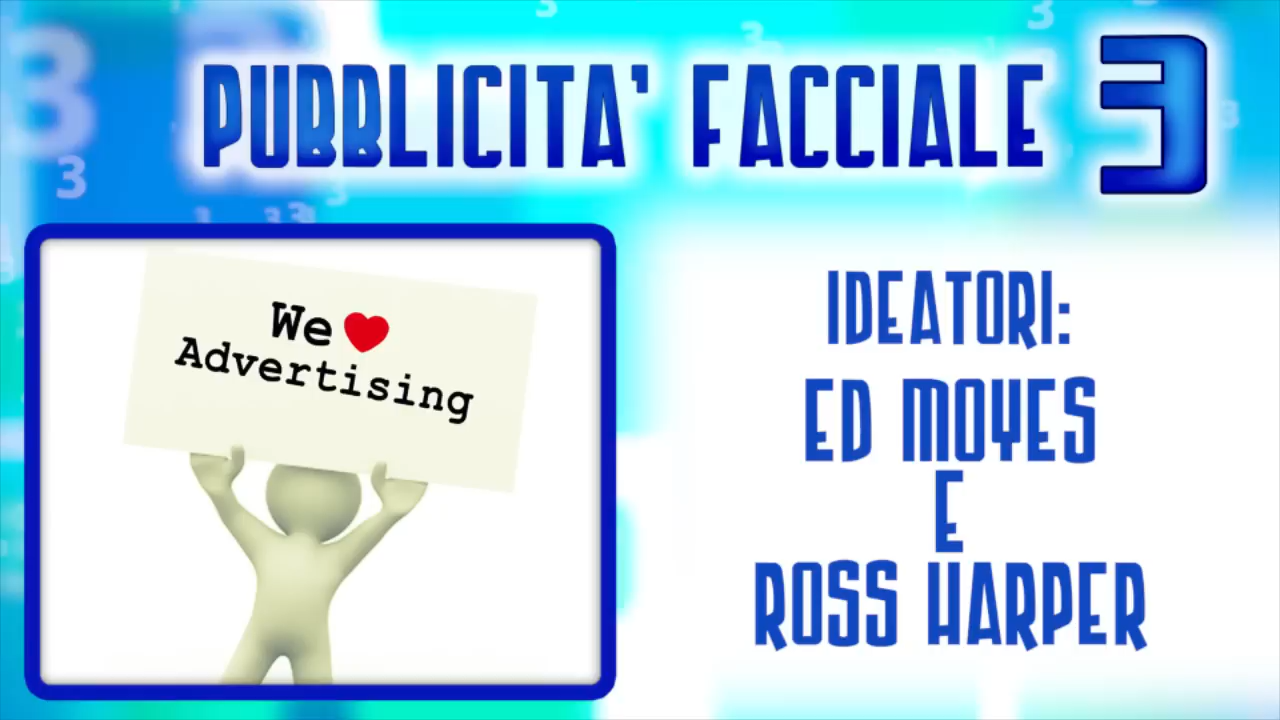 PUBBLICITA' FACCIALE 3
We ❤
Advertising
IDEATORI:
ED MOYES
E
ROSS HARPER